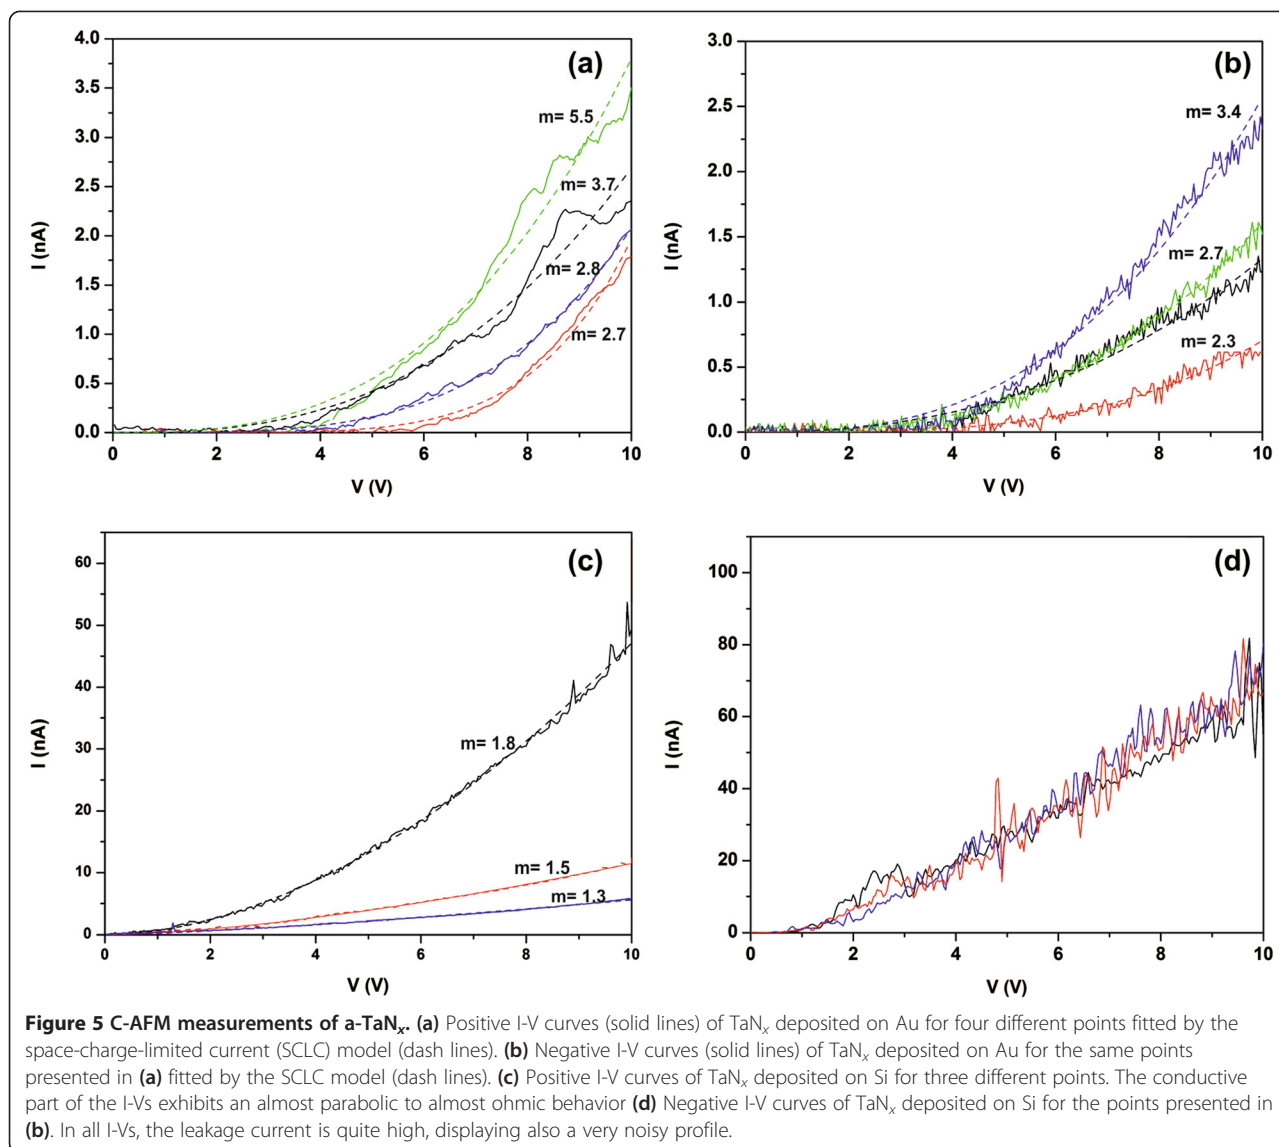 (a)
4.0
3.5
3.0
2.5
2.0
1.5
1.0
0.5
0.0
I (nA)
m= 5.5
m= 3.7
m= 2.8
m= 2.7
0 2 4 6 8 10
V (V)
(b)
3.0
2.5
2.0
1.5
1.0
0.5
0.0
I (nA)
m= 3.4
m= 2.7
m= 2.3
0 2 4 6 8 10
V (V)
(c)
60
50
40
30
20
10
0
I (nA)
m= 1.8
m= 1.5
m= 1.3
0 2 4 6 8 10
V (V)
(d)
100
80
60
40
20
0
I (nA)
0 2 4 6 8 10
V (V)
Figure 5 C-AFM measurements of a-TaNx. (a) Positive I-V curves (solid lines) of TaNx deposited on Au for four different points fitted by the
space-charge-limited current (SCLC) model (dash lines). (b) Negative I-V curves (solid lines) of TaNx deposited on Au for the same points
presented in (a) fitted by the SCLC model (dash lines). (c) Positive I-V curves of TaNx deposited on Si for three different points. The conductive
part of the I-Vs exhibits an almost parabolic to almost ohmic behavior (d) Negative I-V curves of TaNx deposited on Si for the points presented in
(b). In all I-Vs, the leakage current is quite high, displaying also a very noisy profile.